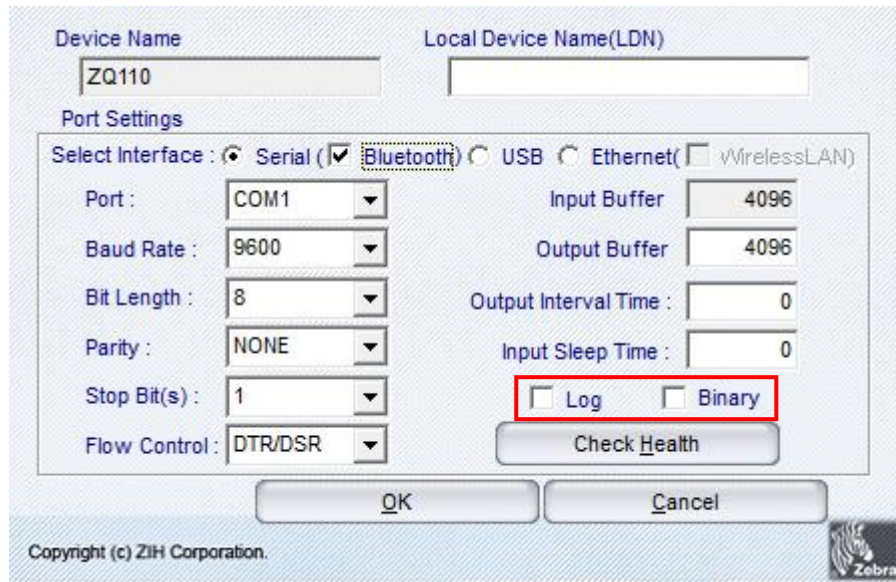 Device Name Local Device Name(LDN)
ZQ110
Port Settings
Select Interface : Serial ( Bluetooth) USB Ethernet( WirelessLAN)
Port : COM1 Input Buffer 4096
Baud Rate : 9600 Output Buffer 4096
Bit Length : 8 Output Interval Time : 0
Parity : NONE Input Sleep Time : 0
Stop Bit(s) : 1 Log Binary
Flow Control : DTR/DSR Check Health
OK Cancel
Copyright (c) ZIH Corporation.
Zebra